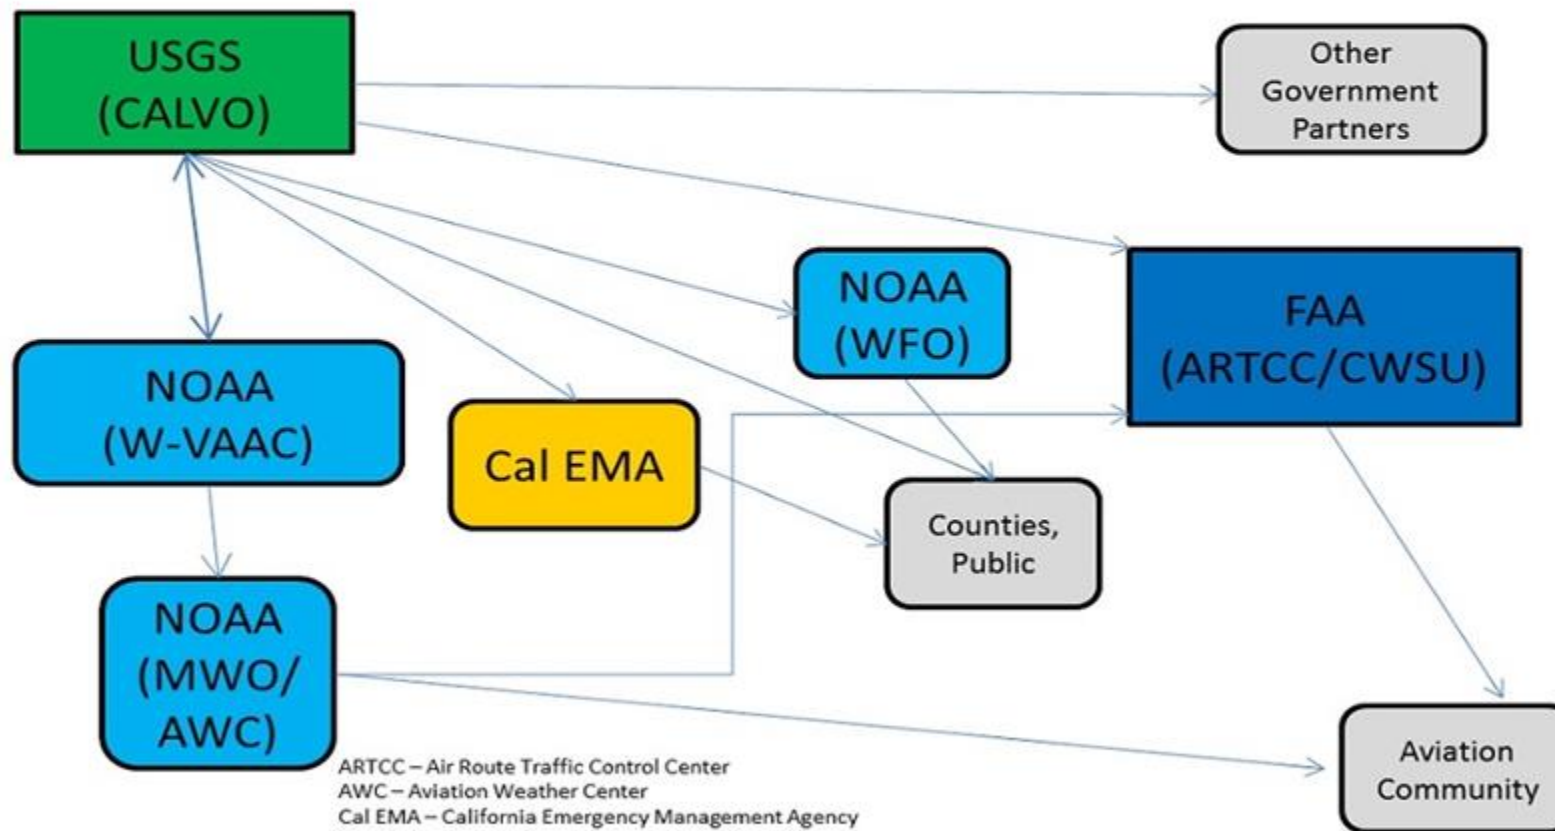 USGS
(CALVO)
Other
Government
Partners
NOAA
(WFO)
FAA
(ARTCC/CWSU)
NOAA
(W-VAAC)
Cal EMA
Counties,
Public
NOAA
(MWO/
AWC)
Aviation
Community
ARTCC – Air Route Traffic Control Center
AWC – Aviation Weather Center
Cal EMA – California Emergency Management Agency